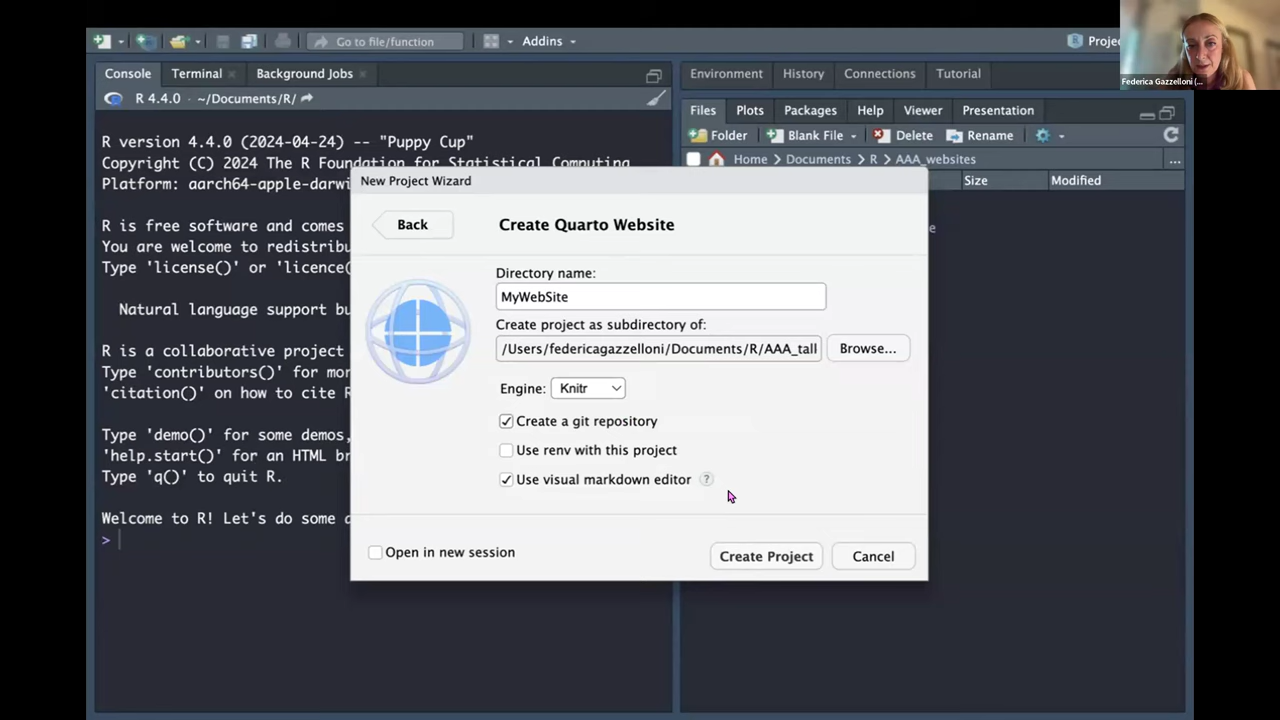 Go to file/function
Addins
Projec
Federica Gazzelloni (...
Console
Terminal
Background Jobs
R 4.4.0 · ~/Documents/R/
R version 4.4.0 (2024-04-24) -- "Puppy Cup"
Copyright (C) 2024 The R Foundation for Statistical Computing
Platform: aarch64-apple-darwi
R is free software and comes
You are welcome to redistribu
Type 'license()' or 'licence(
Natural language support bu
R is a collaborative project
Type 'contributors()' for mor
'citation()' on how to cite R
Type 'demo()' for some demos,
'help.start()' for an HTML br
Type 'q()' to quit R.
Welcome to R! Let's do some
>
Environment
History
Connections
Tutorial
Files
Plots
Packages
Help
Viewer
Presentation
Folder
Blank File
Delete
Rename
Home
Documents
R
AAA_websites
...
Size
Modified
e
New Project Wizard
Back
Create Quarto Website
Directory name:
MyWebSite
Create project as subdirectory of:
/Users/federicagazzelloni/Documents/R/AAA_tall
Browse...
Engine:
Knitr
Create a git repository
Use renv with this project
Use visual markdown editor
?
Open in new session
Create Project
Cancel